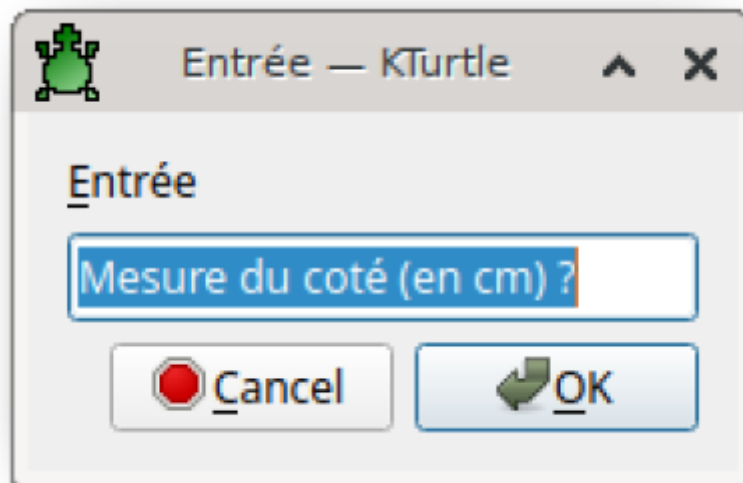 Entrée — KTurtle
Entrée
Mesure du coté (en cm) ?
Cancel
OK